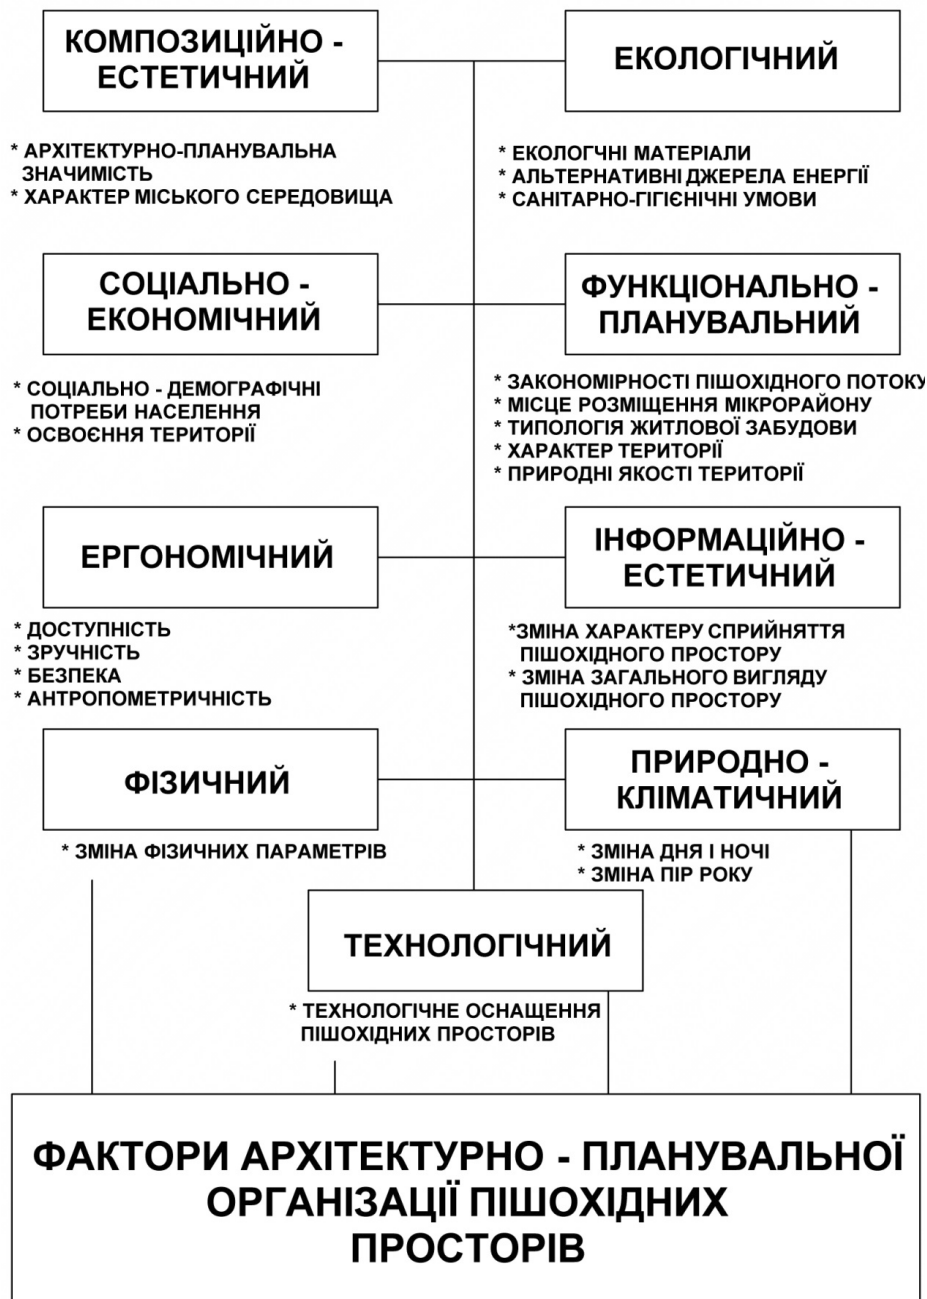 КОМПОЗИЦІЙНО -
ЕСТЕТИЧНИЙ
* АРХІТЕКТУРНО-ПЛАНУВАЛЬНА
ЗНАЧИМІСТЬ
* ХАРАКТЕР МІСЬКОГО СЕРЕДОВИЩА
ЕКОЛОГІЧНИЙ
* ЕКОЛОГЧНІ МАТЕРІАЛИ
* АЛЬТЕРНАТИВНІ ДЖЕРЕЛА ЕНЕРГІЇ
* САНІТАРНО-ГІГІЄНІЧНІ УМОВИ
СОЦІАЛЬНО -
ЕКОНОМІЧНИЙ
* СОЦІАЛЬНО - ДЕМОГРАФІЧНІ
ПОТРЕБИ НАСЕЛЕННЯ
* ОСВОЄННЯ ТЕРИТОРІЇ
ФУНКЦІОНАЛЬНО -
ПЛАНУВАЛЬНИЙ
* ЗАКОНОМІРНОСТІ ПІШОХІДНОГО ПОТОКУ
* МІСЦЕ РОЗМІЩЕННЯ МІКРОРАЙОНУ
* ТИПОЛОГІЯ ЖИТЛОВОЇ ЗАБУДОВИ
* ХАРАКТЕР ТЕРИТОРІЇ
* ПРИРОДНІ ЯКОСТІ ТЕРИТОРІЇ
ЕРГОНОМІЧНИЙ
* ДОСТУПНІСТЬ
* ЗРУЧНІСТЬ
* БЕЗПЕКА
* АНТРОПОМЕТРИЧНІСТЬ
ІНФОРМАЦІЙНО -
ЕСТЕТИЧНИЙ
*ЗМІНА ХАРАКТЕРУ СПРИЙНЯТТЯ
ПІШОХІДНОГО ПРОСТОРУ
* ЗМІНА ЗАГАЛЬНОГО ВИГЛЯДУ
ПІШОХІДНОГО ПРОСТОРУ
ФІЗИЧНИЙ
* ЗМІНА ФІЗИЧНИХ ПАРАМЕТРІВ
ПРИРОДНО -
КЛІМАТИЧНИЙ
* ЗМІНА ДНЯ І НОЧІ
* ЗМІНА ПІР РОКУ
ТЕХНОЛОГІЧНИЙ
* ТЕХНОЛОГІЧНЕ ОСНАЩЕННЯ
ПІШОХІДНИХ ПРОСТОРІВ
ФАКТОРИ АРХІТЕКТУРНО - ПЛАНУВАЛЬНОЇ
ОРГАНІЗАЦІЇ ПІШОХІДНИХ
ПРОСТОРІВ